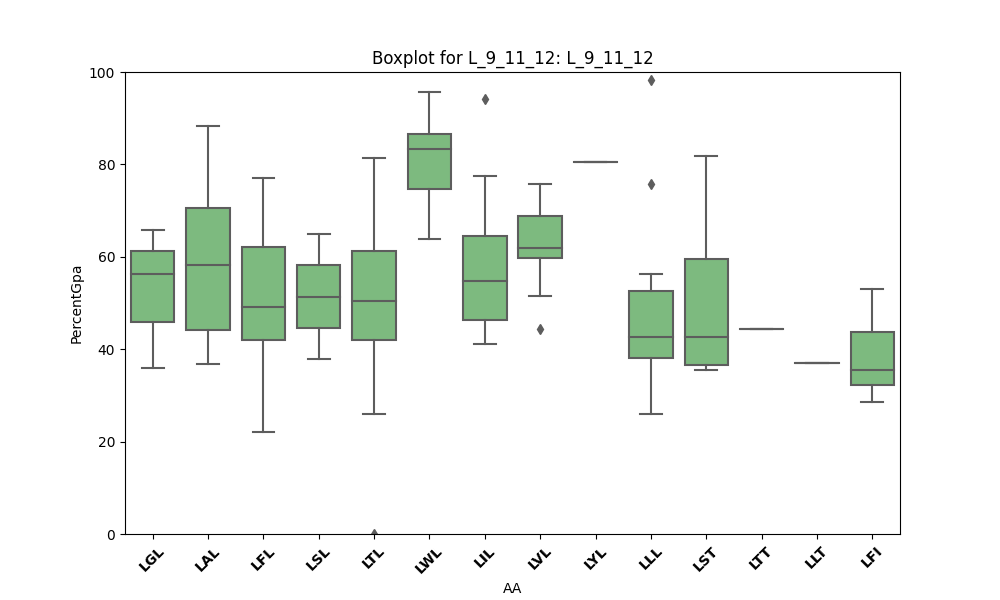 Boxplot for L_9_11_12: L_9_11_12
PercentGpa
100
80
60
40
20
0
LGL LAL LFL LSL LTL LWL LIL LVL LYL LLL LST LTT LLT LFI
AA